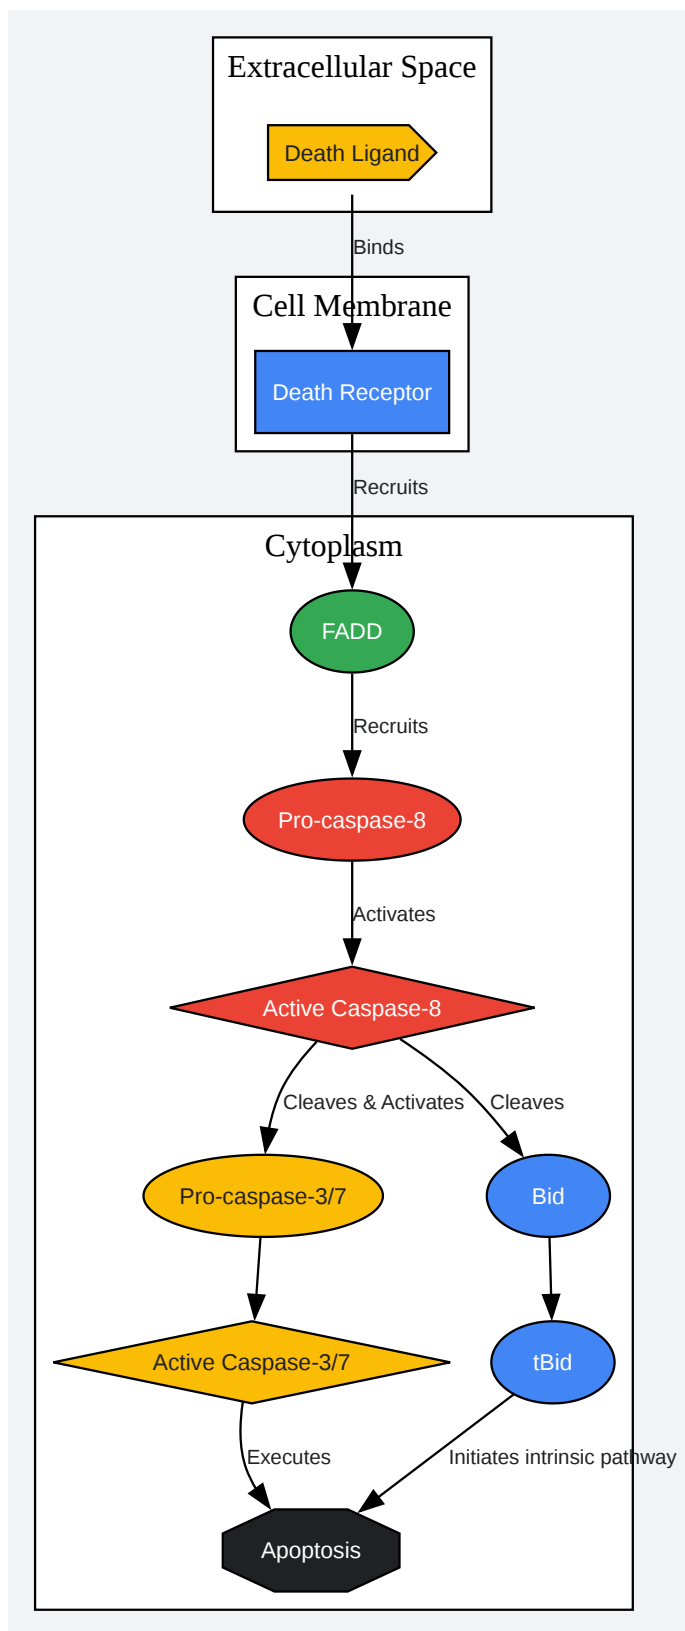 Extracellular Space
Death Ligand
Binds
Cell Membrane
Death Receptor
Recruits
Cytoplasm
FADD
Recruits
Pro-caspase-8
Activates
Active Caspase-8
Cleaves & Activates
Cleaves
Pro-caspase-3/7
Bid
Active Caspase-3/7
tBid
Executes
Initiates intrinsic pathway
Apoptosis